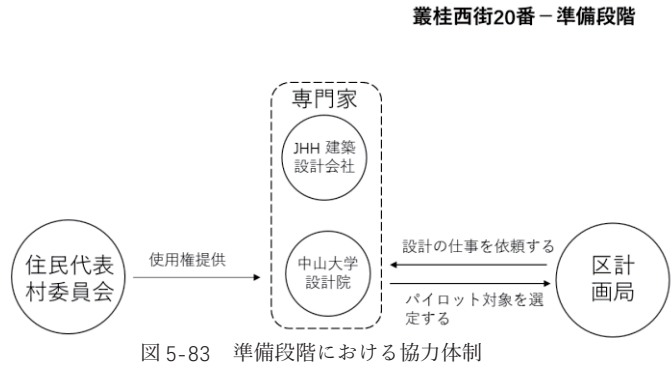 叢桂西街20番－準備段階
専門家
JHH 建築
設計会社
住民代表
村委員会
使用権提供
中山大学
設計院
設計の仕事を依頼する
パイロット対象を選
定する
区計
画局
図 5-83　準備段階における協力体制